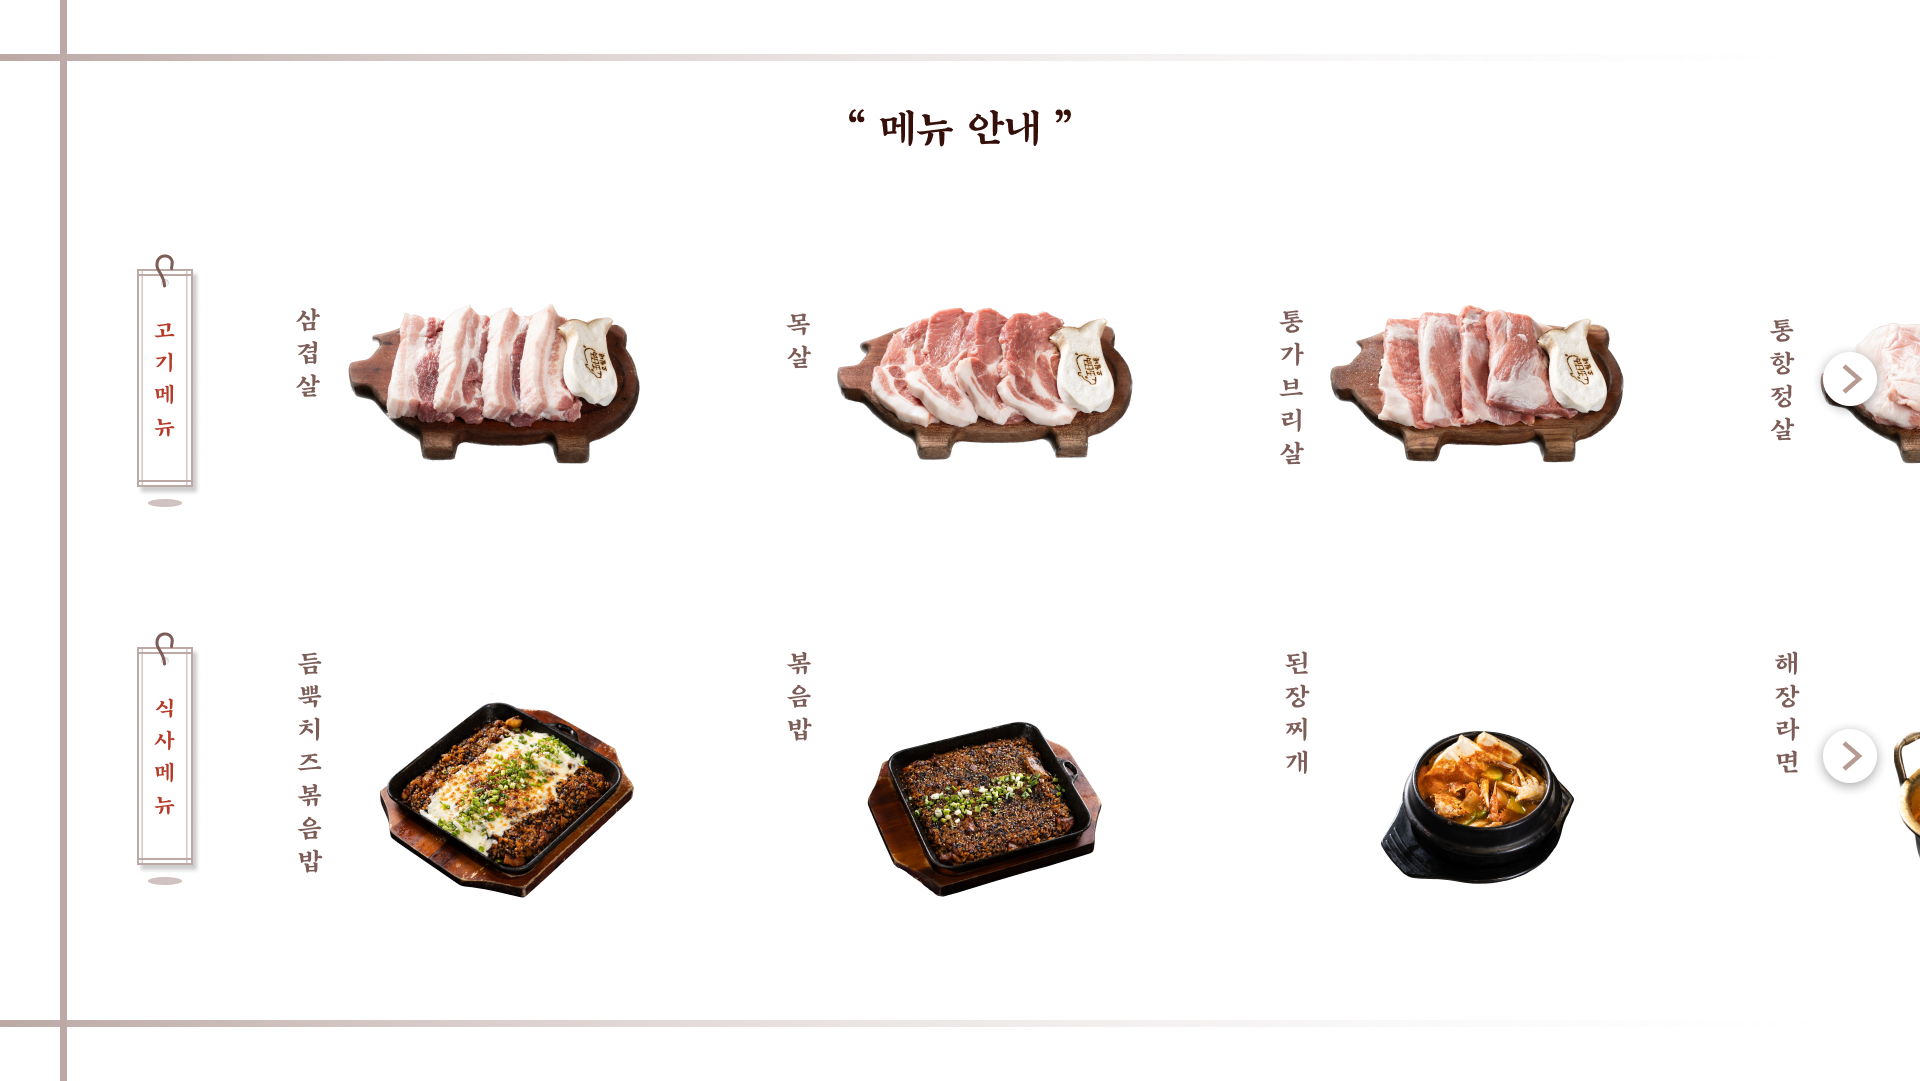 “ 메뉴 안내 ”
고기메뉴
삼겹살
목살
통가브리살
통항정살
식사메뉴
듬뿍치즈볶음밥
볶음밥
된장찌개
해장라면